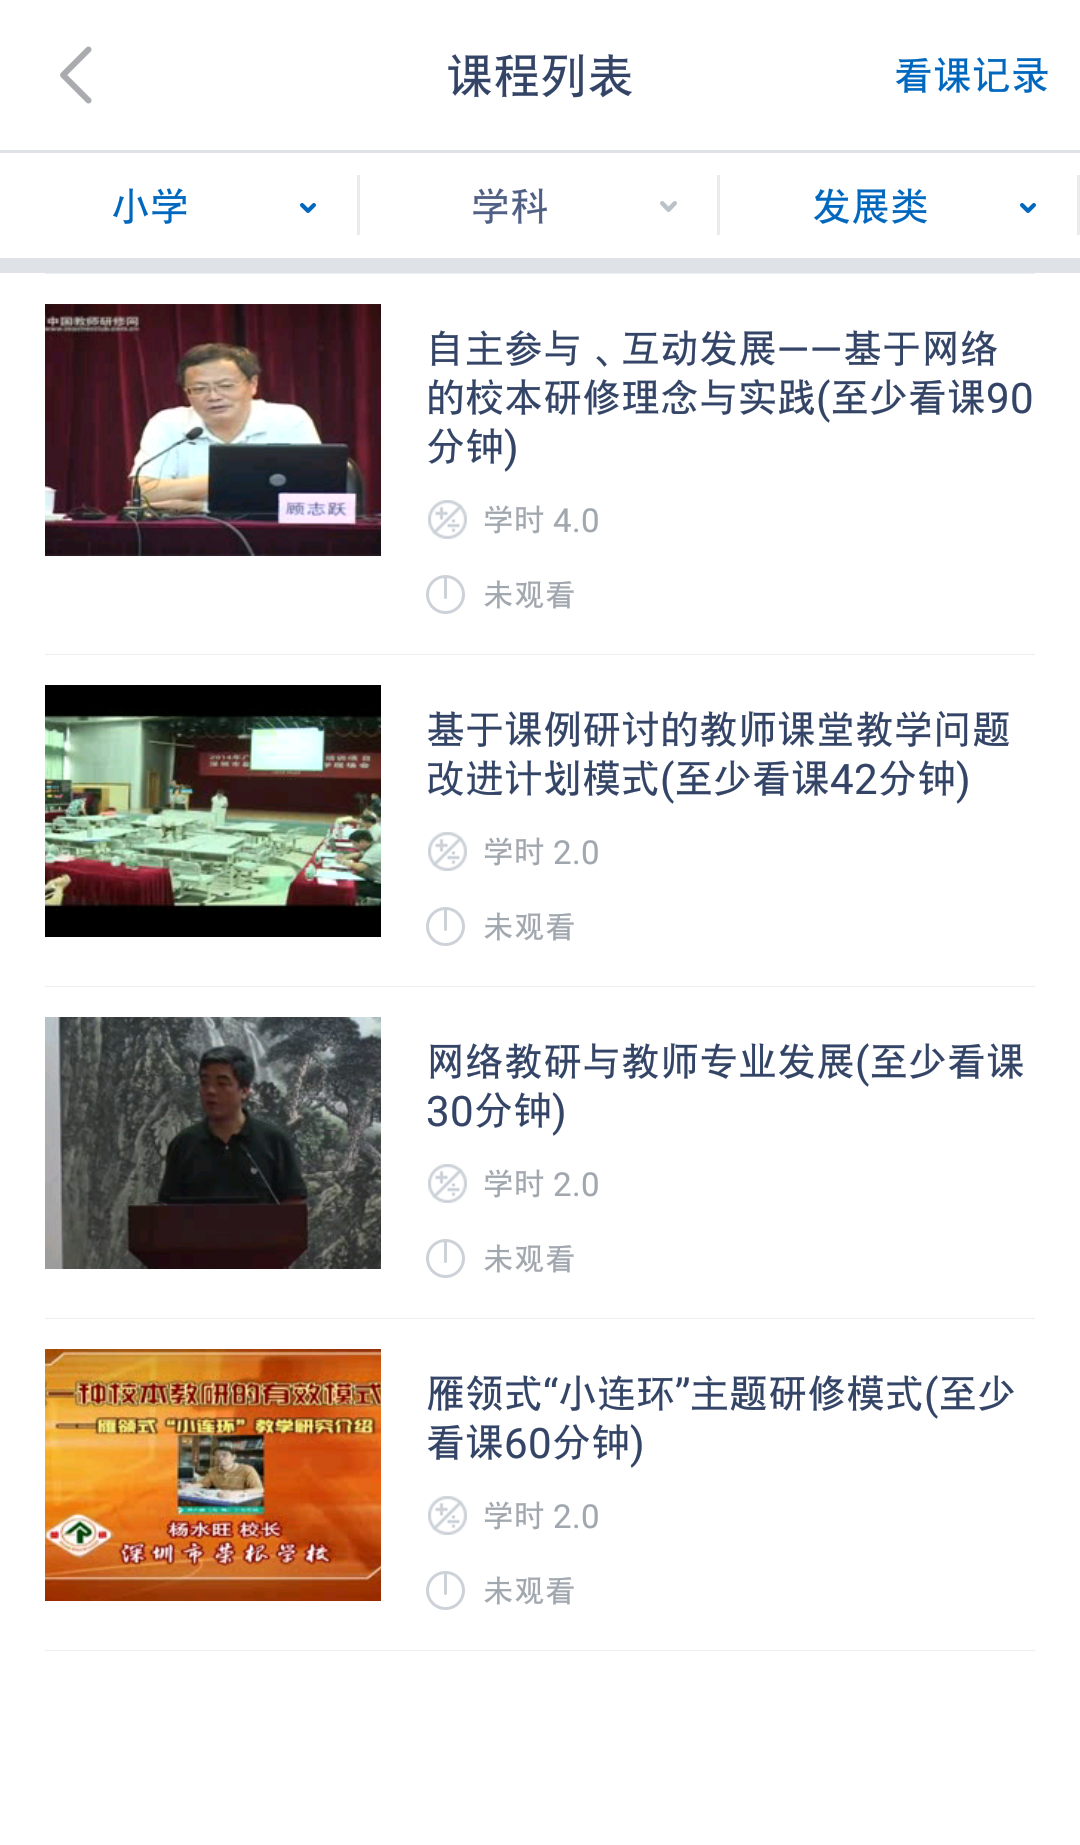 课程列表
看课记录
小学
学科
发展类
中国教师研修网
顾志跃
自主参与、互动发展——基于网络
的校本研修理念与实践(至少看课90
分钟)
学时 4.0
未观看
基于课例研讨的教师课堂教学问题
改进计划模式(至少看课42分钟)
学时 2.0
未观看
网络教研与教师专业发展(至少看课
30分钟)
学时 2.0
未观看
一种校本教研的有效模式
——雁领式“小连环”教学研究介绍
杨水旺 校长
深圳市荣根学校
雁领式“小连环”主题研修模式(至少
看课60分钟)
学时 2.0
未观看